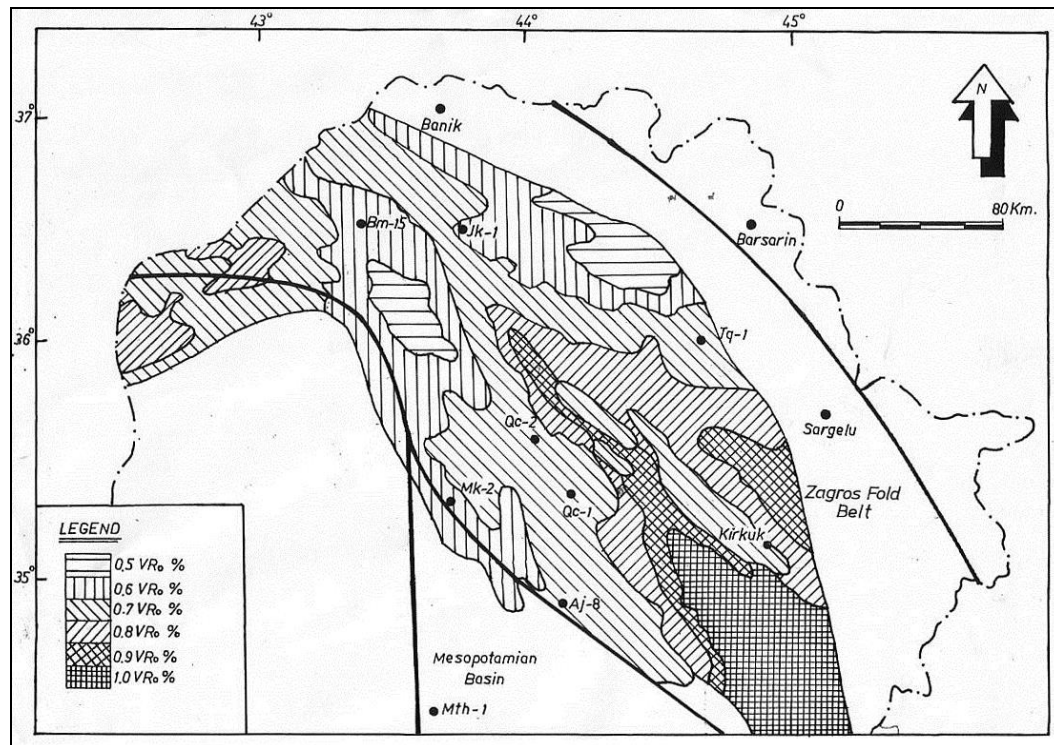 43° 44° 45°
N
37°
Banik
0 80 Km.
Bm-15
Jk-1
Barsarin
36°
Jq-1
Qc-2
Sargelu
Mk-2
Qc-1
Zagros Fold
Belt
Kirkuk
LEGEND
0,5 VRo %
0,6 VRo %
0.7 VRo %
0.8 VRo %
0.9 VRo %
1.0 VRo %
35°
Aj-8
Mesopotamian
Basin
Mth-1